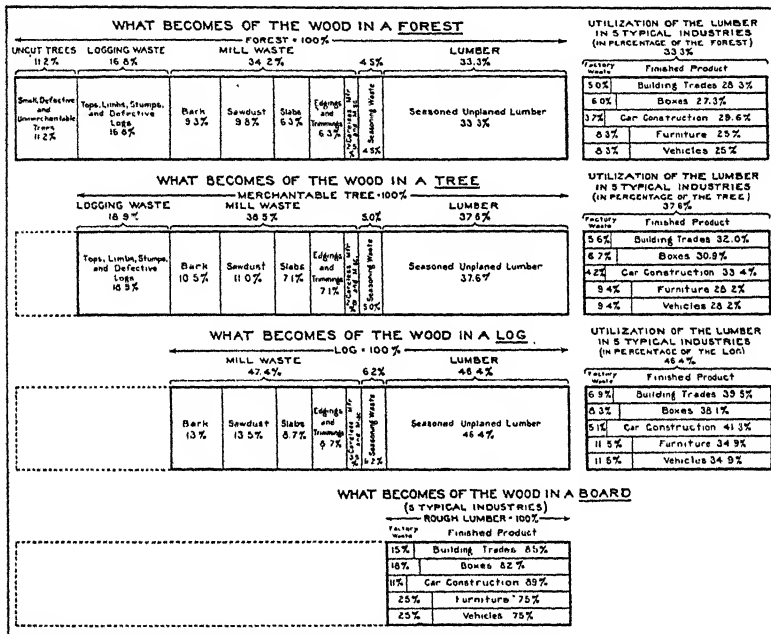 WHAT BECOMES OF THE WOOD IN A FOREST
FOREST = 100%
UNCUT TREES
11.2%
LOGGING WASTE
16.8%
MILL WASTE
34.2%
4.5%
LUMBER
33.3%
Small, Defective
and
Unmerchantable
Trees
11.2%
Tops, Limbs, Stumps,
and Defective
Logs
16.8%
Bark
9.3%
Sawdust
9.8%
Slabs
6.3%
Edgings
and
Trimmings
6.3%
Careless Mfr
and Misc
Seasoning Waste
4.5%
Seasoned Unplaned Lumber
33.3%
UTILIZATION OF THE LUMBER
IN 5 TYPICAL INDUSTRIES
(IN PERCENTAGE OF THE FOREST)
33.3%
Factory
Waste
Finished Product
5.0% Building Trades 28.3%
6.0% Boxes 27.3%
3.7% Car Construction 29.6%
8.3% Furniture 25%
8.3% Vehicles 25%
WHAT BECOMES OF THE WOOD IN A TREE
MERCHANTABLE TREE = 100%
LOGGING WASTE
18.9%
MILL WASTE
38.5%
5.0%
LUMBER
37.6%
Tops, Limbs, Stumps,
and Defective
Logs
18.9%
Bark
10.5%
Sawdust
11.0%
Slabs
7.1%
Edgings
and
Trimmings
7.1%
Careless Mfr
and Misc
Seasoning Waste
5.0%
Seasoned Unplaned Lumber
37.6%
UTILIZATION OF THE LUMBER
IN 5 TYPICAL INDUSTRIES
(IN PERCENTAGE OF THE TREE)
37.6%
Factory
Waste
Finished Product
5.6% Building Trades 32.0%
6.7% Boxes 30.9%
4.2% Car Construction 33.4%
9.4% Furniture 28.2%
9.4% Vehicles 28.2%
WHAT BECOMES OF THE WOOD IN A LOG
LOG = 100%
MILL WASTE
47.4%
6.2%
LUMBER
46.4%
Bark
13%
Sawdust
13.5%
Slabs
8.7%
Edgings
and
Trimmings
8.7%
Careless Mfr
and Misc
Seasoning Waste
6.2%
Seasoned Unplaned Lumber
46.4%
UTILIZATION OF THE LUMBER
IN 5 TYPICAL INDUSTRIES
(IN PERCENTAGE OF THE LOG)
46.4%
Factory
Waste
Finished Product
6.9% Building Trades 39.5%
8.3% Boxes 38.1%
5.1% Car Construction 41.3%
11.5% Furniture 34.9%
11.5% Vehicles 34.9%
WHAT BECOMES OF THE WOOD IN A BOARD
(5 TYPICAL INDUSTRIES)
ROUGH LUMBER = 100%
Factory
Waste
Finished Product
15% Building Trades 85%
18% Boxes 82%
11% Car Construction 89%
25% Furniture 75%
25% Vehicles 75%